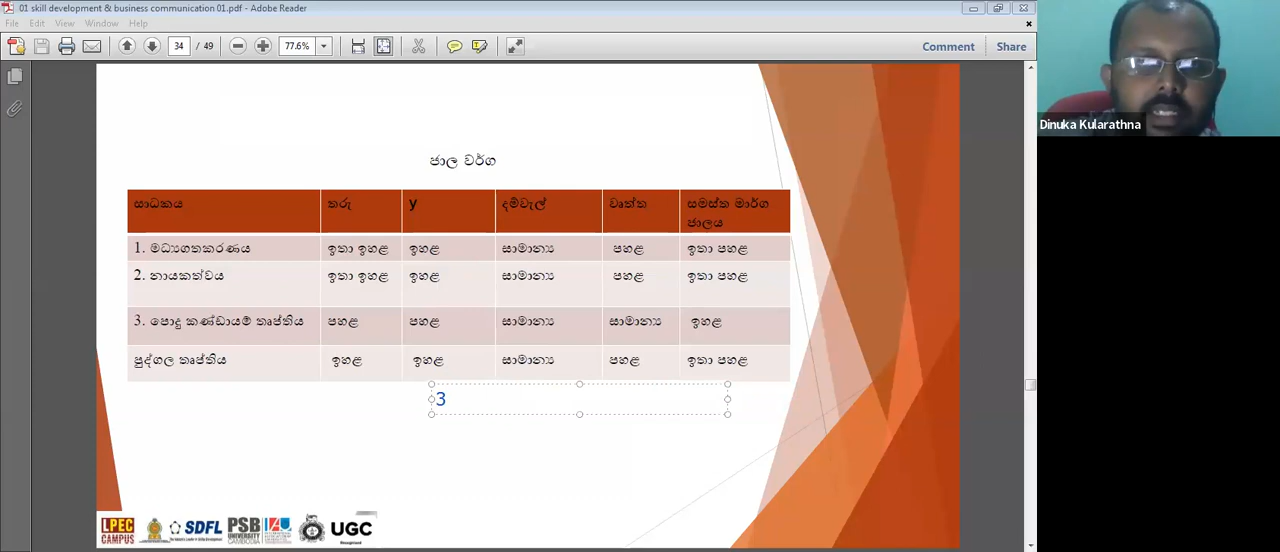 01 skill development & business communication 01.pdf - Adobe Reader
File Edit View Window Help
34 / 49 77.6% Comment Share
Dinuka Kularathna
ජාල වර්ග
සාධකය තරු y දම්වැල් වෘත්ත සමස්ත මාර්ග
ජාලය
1. මධ්‍යගතකරණය ඉතා ඉහළ ඉහළ සාමාන්‍ය පහළ ඉතා පහළ
2. නායකත්වය ඉතා ඉහළ ඉහළ සාමාන්‍ය පහළ ඉතා පහළ
3. පොදු කණ්ඩායම් තෘප්තිය පහළ පහළ සාමාන්‍ය සාමාන්‍ය ඉහළ
පුද්ගල තෘප්තිය ඉහළ ඉහළ සාමාන්‍ය පහළ ඉතා පහළ
3
LPEC CAMPUS SDFL PSB UNIVERSITY CAMBODIA IAU UGC